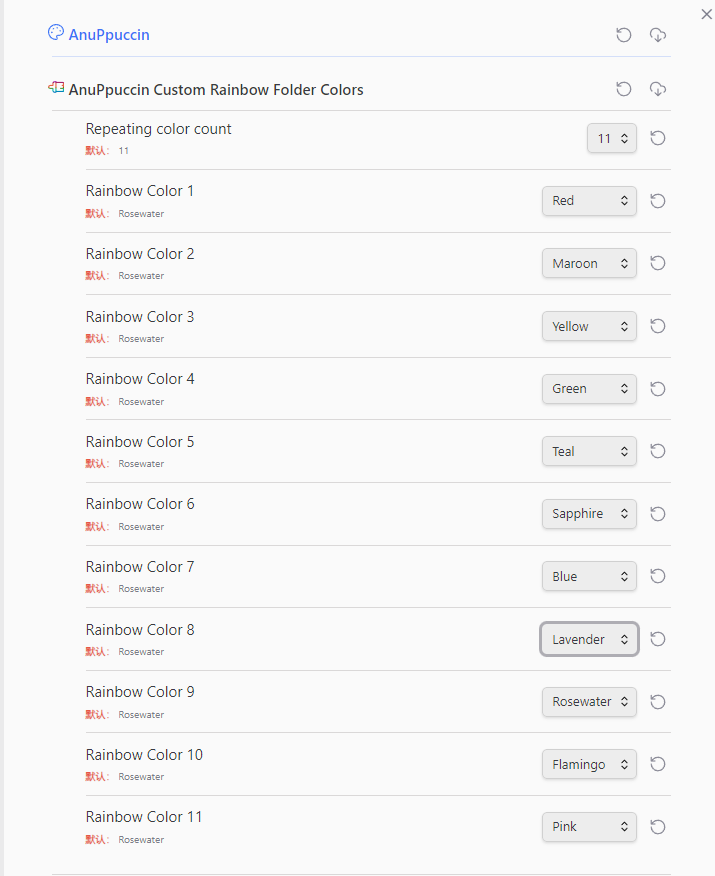 AnuPpuccin
AnuPpuccin Custom Rainbow Folder Colors
Repeating color count
11
默认： 11
Rainbow Color 1
Red
默认： Rosewater
Rainbow Color 2
Maroon
默认： Rosewater
Rainbow Color 3
Yellow
默认： Rosewater
Rainbow Color 4
Green
默认： Rosewater
Rainbow Color 5
Teal
默认： Rosewater
Rainbow Color 6
Sapphire
默认： Rosewater
Rainbow Color 7
Blue
默认： Rosewater
Rainbow Color 8
Lavender
默认： Rosewater
Rainbow Color 9
Rosewater
默认： Rosewater
Rainbow Color 10
Flamingo
默认： Rosewater
Rainbow Color 11
Pink
默认： Rosewater